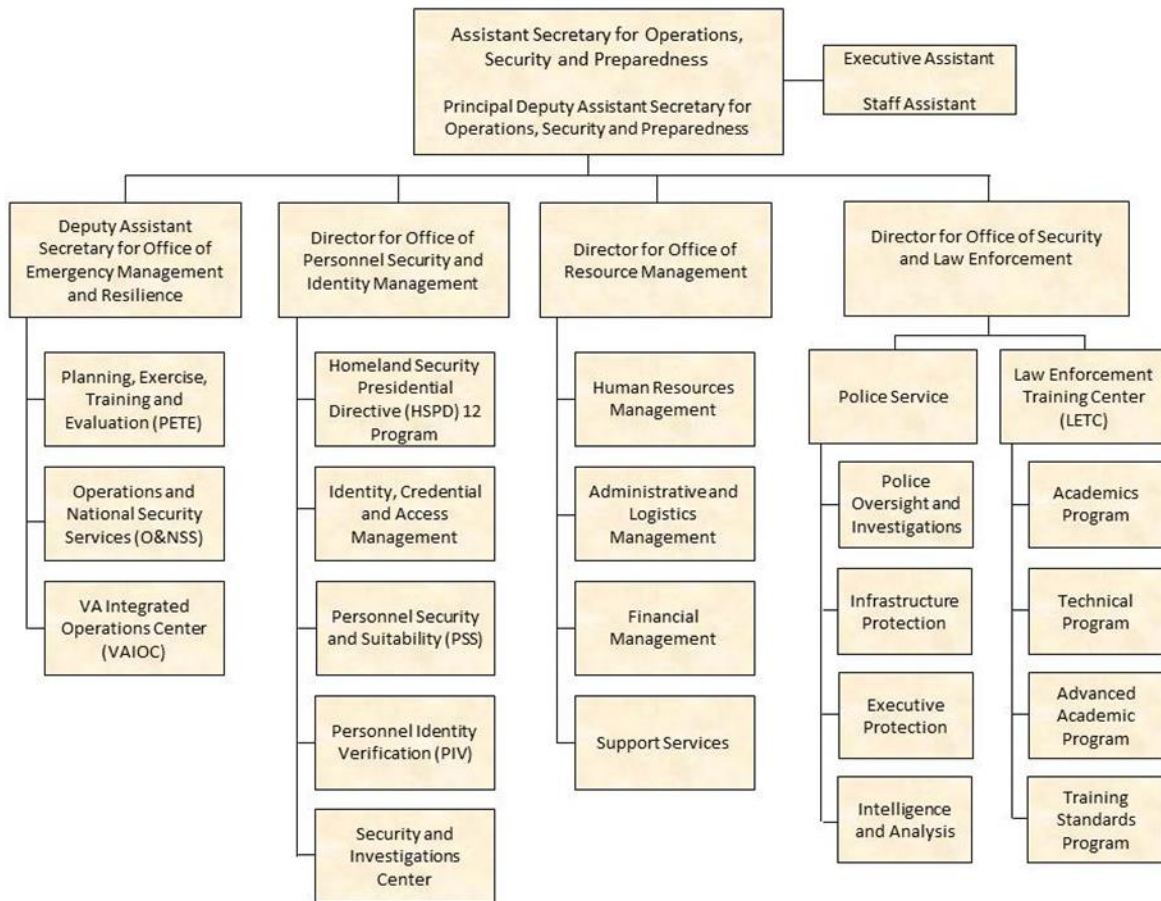 Assistant Secretary for Operations,
Security and Preparedness
Principal Deputy Assistant Secretary for
Operations, Security and Preparedness
Executive Assistant
Staff Assistant
Deputy Assistant
Secretary for Office of
Emergency Management
and Resilience
Planning, Exercise,
Training and
Evaluation (PETE)
Operations and
National Security
Services (O&NSS)
VA Integrated
Operations Center
(VAIOC)
Director for Office of
Personnel Security and
Identity Management
Homeland Security
Presidential
Directive (HSPD) 12
Program
Identity, Credential
and Access
Management
Personnel Security
and Suitability (PSS)
Personnel Identity
Verification (PIV)
Security and
Investigations
Center
Director for Office of
Resource Management
Human Resources
Management
Administrative and
Logistics
Management
Financial
Management
Support Services
Director for Office of Security
and Law Enforcement
Police Service
Police
Oversight and
Investigations
Infrastructure
Protection
Executive
Protection
Intelligence
and Analysis
Law Enforcement
Training Center
(LETC)
Academics
Program
Technical
Program
Advanced
Academic
Program
Training
Standards
Program